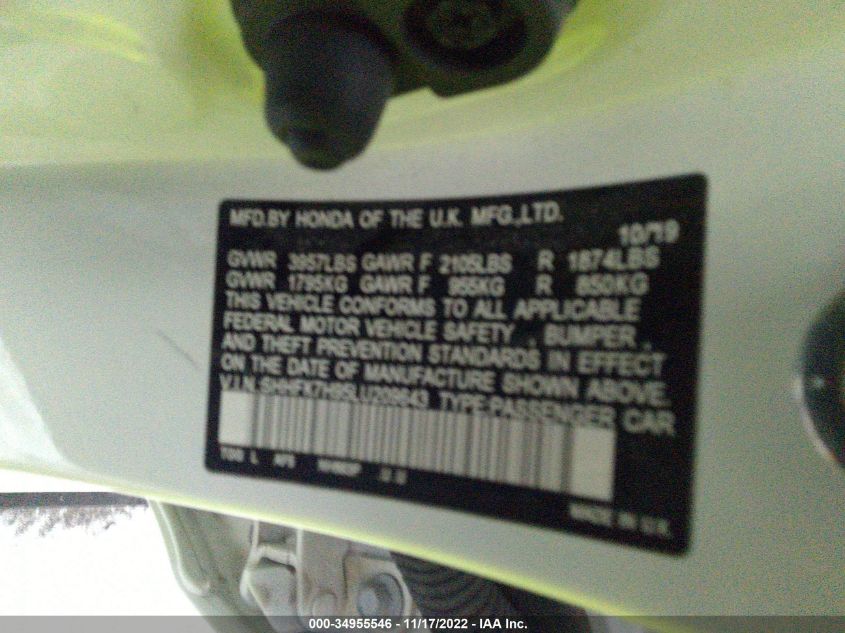 MFD.BY HONDA OF THE U.K. MFG.,LTD.
10/19
GVWR 3957LBS GAWR F 2105LBS R 1874LBS
GVWR 1795KG GAWR F 955KG R 850KG
THIS VEHICLE CONFORMS TO ALL APPLICABLE
FEDERAL MOTOR VEHICLE SAFETY , BUMPER ,
AND THEFT PREVENTION STANDARDS IN EFFECT
ON THE DATE OF MANUFACTURE SHOWN ABOVE.
V.I.N. SHHFK7H95LU209643 TYPE:PASSENGER CAR
MADE IN U.K.
000-34955546 - 11/17/2022 - IAA Inc.